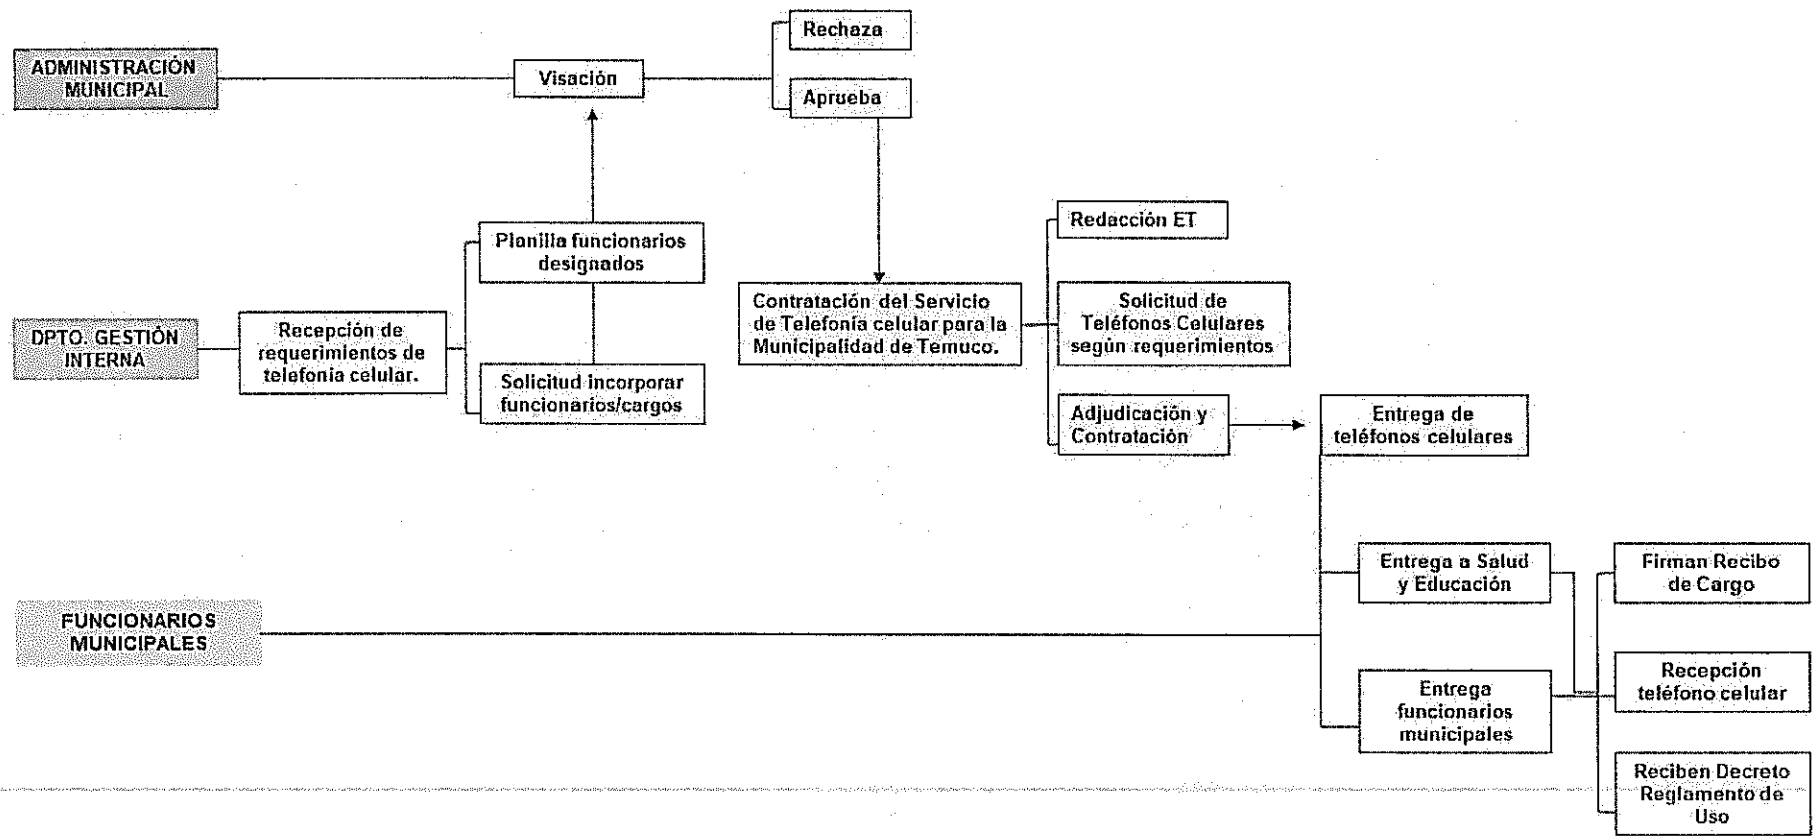 Rechaza
ADMINISTRACIÓN
MUNICIPAL
Visación
Aprueba
Planilla funcionarios
designados
Redacción ET
DPTO. GESTIÓN
INTERNA
Recepción de
requerimientos de
telefonía celular.
Solicitud incorporar
funcionarios/cargos
Contratación del Servicio
de Telefonía celular para la
Municipalidad de Temuco.
Solicitud de
Teléfonos Celulares
según requerimientos
Adjudicación y
Contratación
Entrega de
teléfonos celulares
FUNCIONARIOS
MUNICIPALES
Entrega a Salud
y Educación
Firman Recibo
de Cargo
Entrega
funcionarios
municipales
Recepción
teléfono celular
Reciben Decreto
Reglamento de
Uso